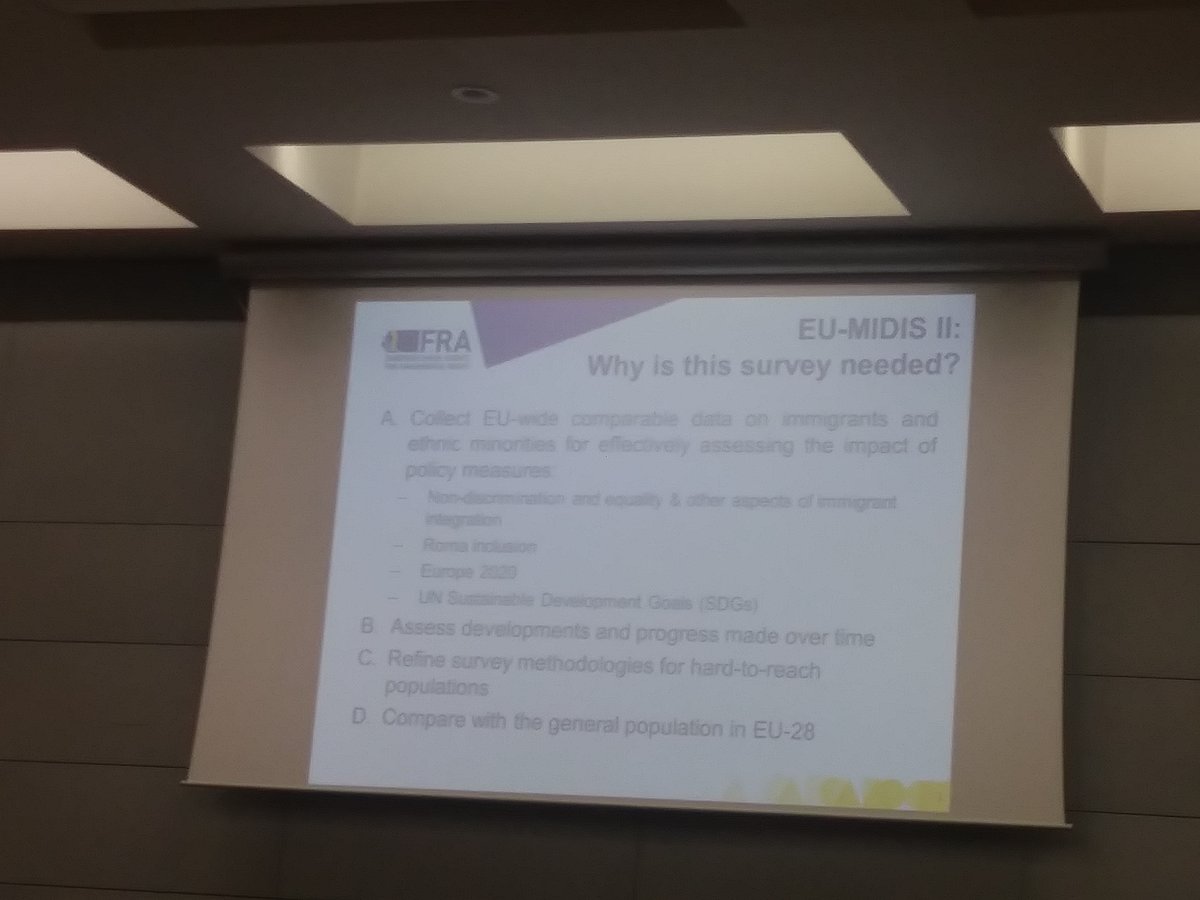 FRA
EU-MIDIS II:
Why is this survey needed?
A. Collect EU-wide comparable data on immigrants and
ethnic minorities for effectively assessing the impact of
policy measures:
– Non-discrimination and equality & other aspects of immigrant
integration
– Roma inclusion
– Europe 2020
– UN Sustainable Development Goals (SDGs)
B. Assess developments and progress made over time
C. Refine survey methodologies for hard-to-reach
populations
D. Compare with the general population in EU-28